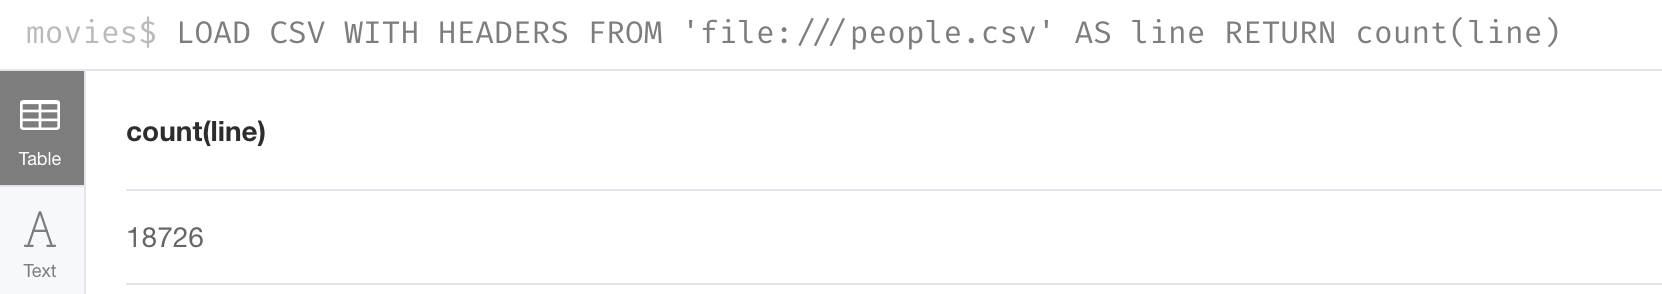 movies$ LOAD CSV WITH HEADERS FROM 'file:///people.csv' AS line RETURN count(line)
Table
count(line)
18726
A
Text